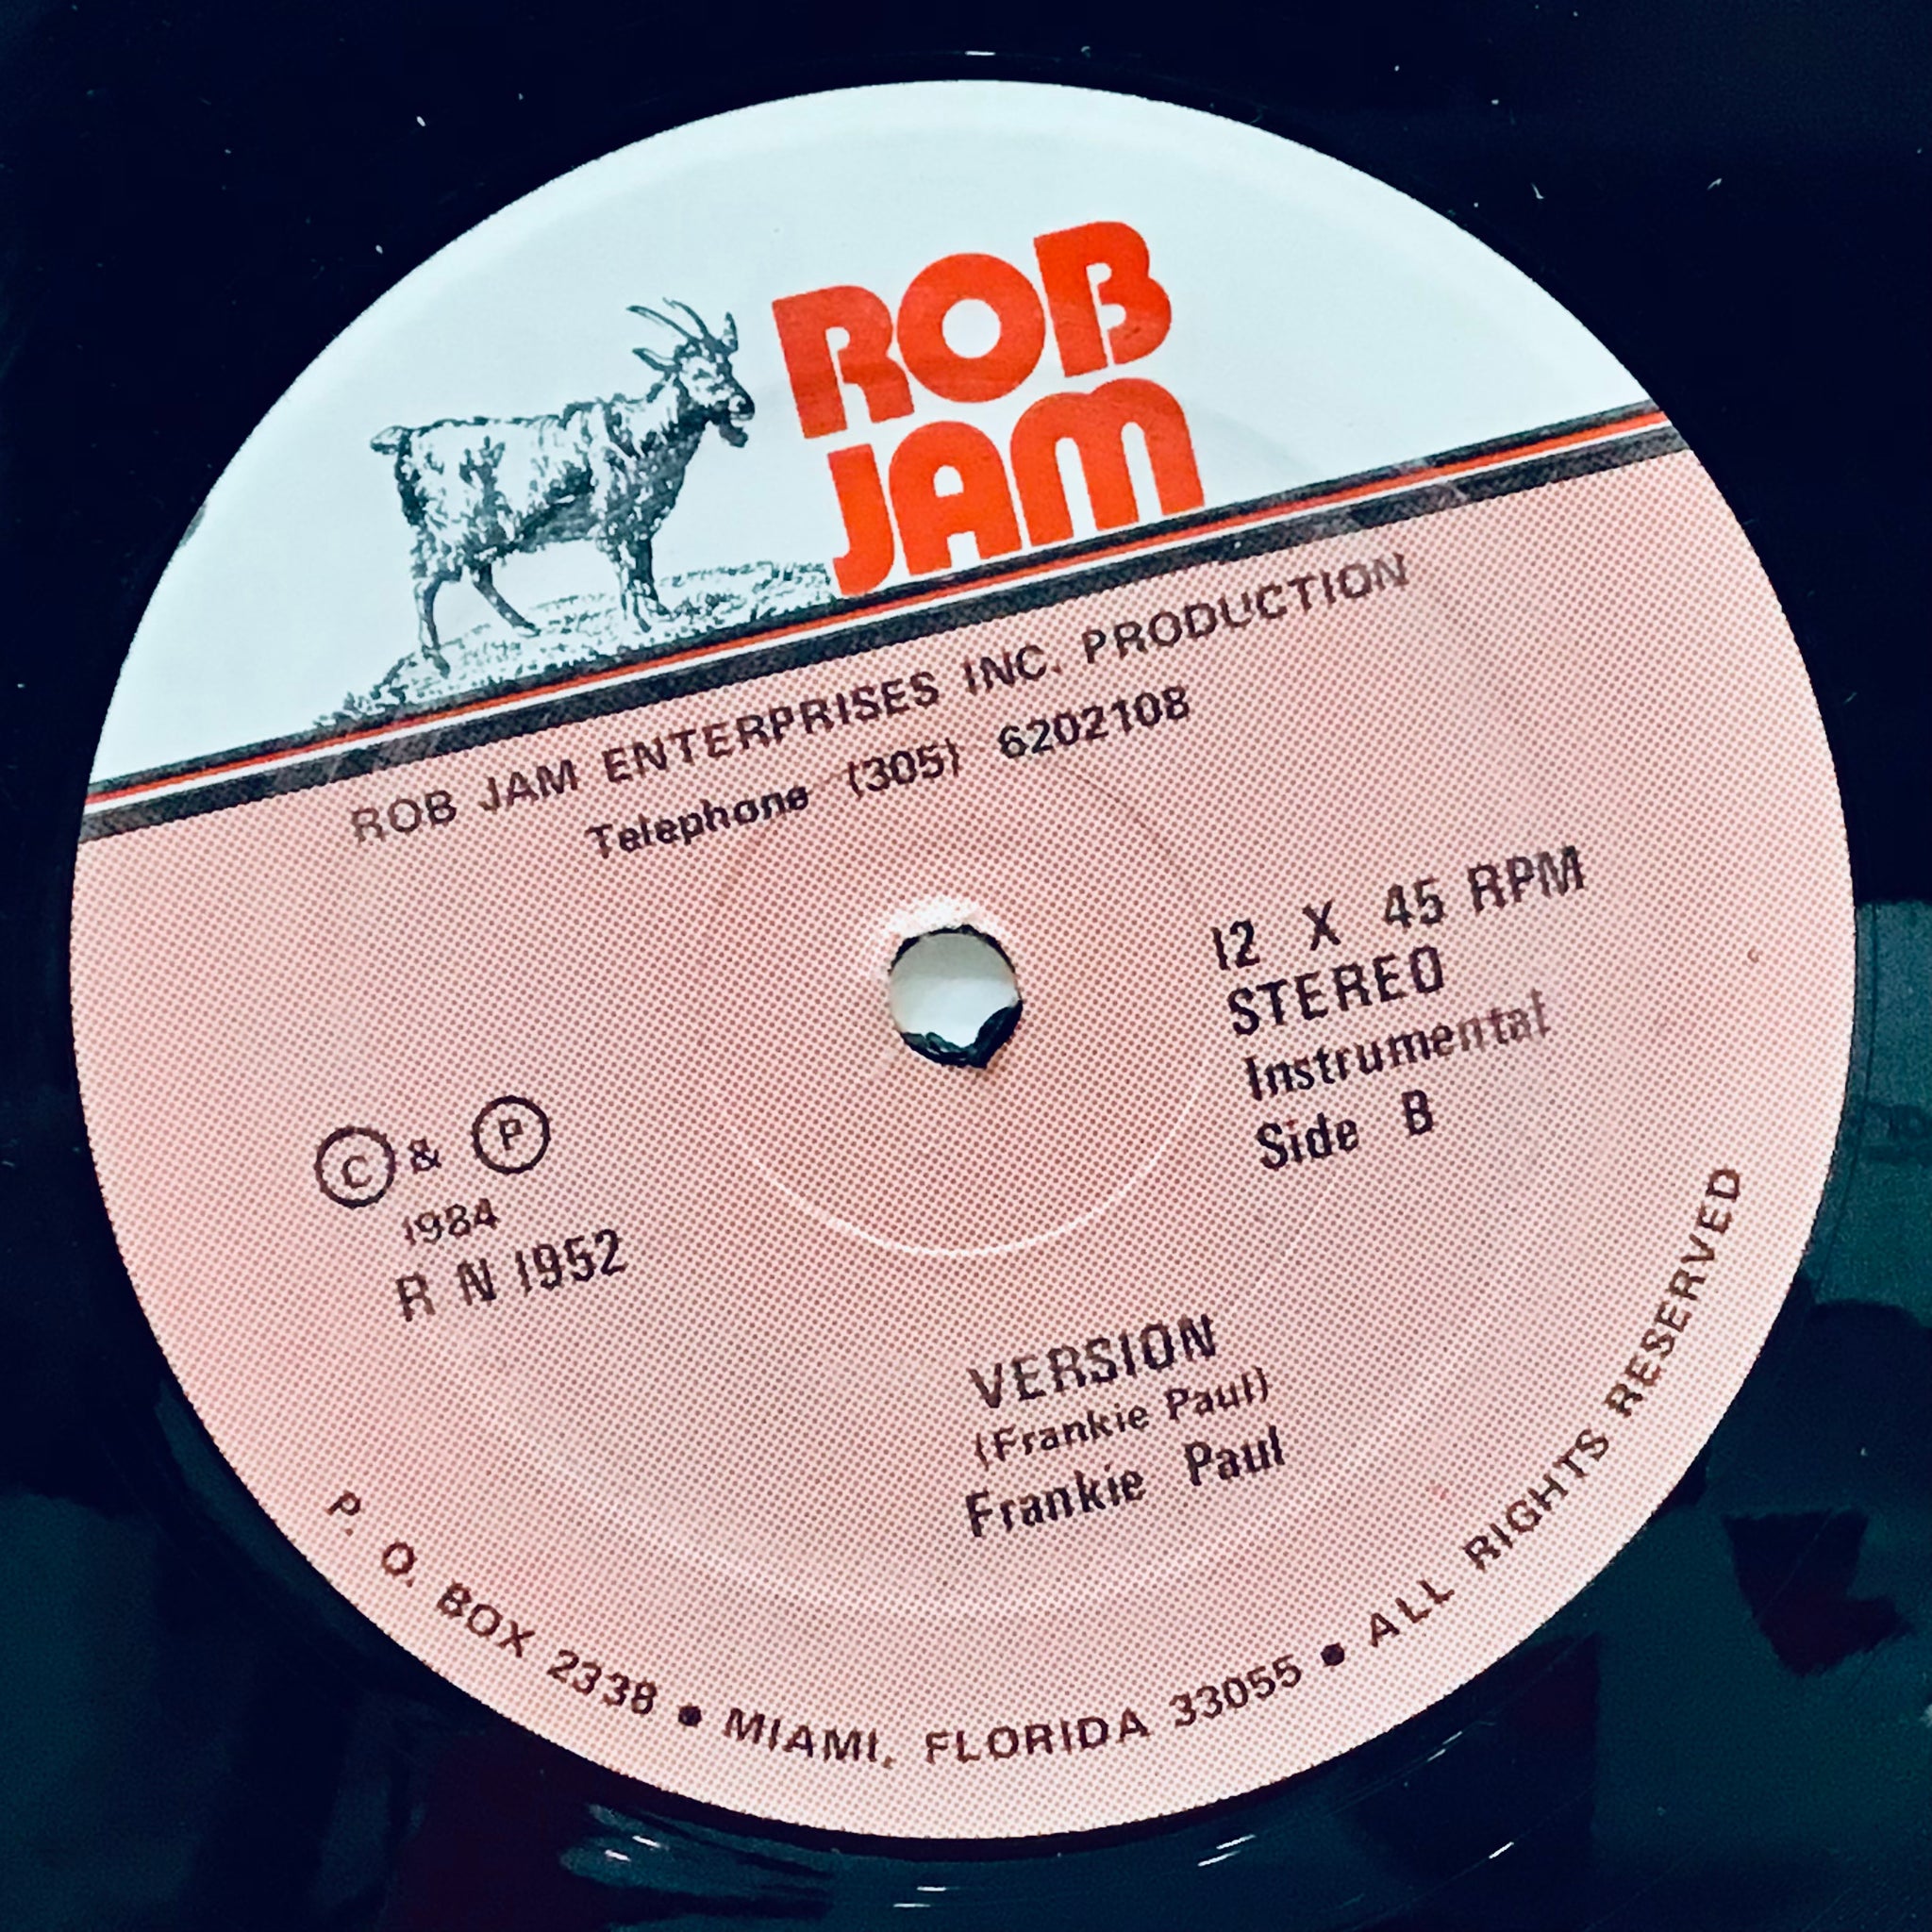 ROB
JAM
ROB JAM ENTERPRISES INC. PRODUCTION
Telephone (305) 6202108
12 X 45 RPM
STEREO
Instrumental
Side B
© & ℗
1984
R N 1952
VERSION
(Frankie Paul)
Frankie Paul
P. O. BOX 2338 • MIAMI, FLORIDA 33055 • ALL RIGHTS RESERVED